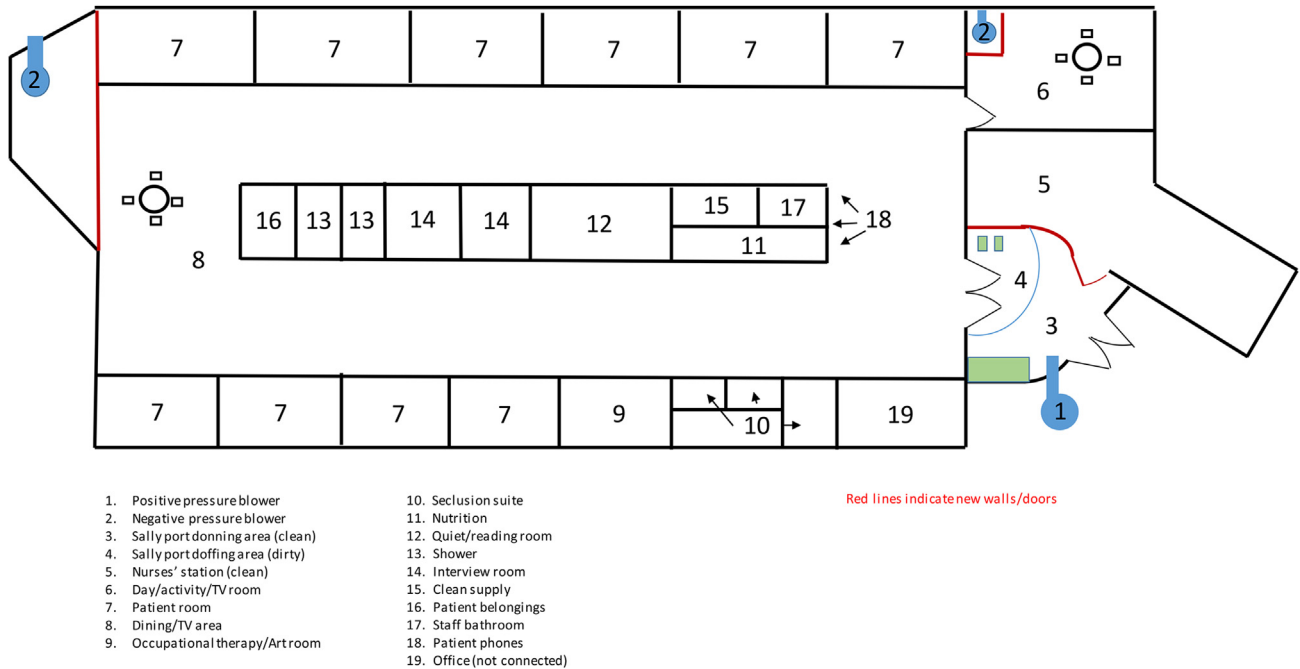 7 7 7 7 7 7
2
2
6
5
16 13 13 14 14 12 15 17 18
11
8
4
3
7 7 7 7 9 10 19
1
1. Positive pressure blower
2. Negative pressure blower
3. Sally port donning area (clean)
4. Sally port doffing area (dirty)
5. Nurses' station (clean)
6. Day/activity/TV room
7. Patient room
8. Dining/TV area
9. Occupational therapy/Art room
10. Seclusion suite
11. Nutrition
12. Quiet/reading room
13. Shower
14. Interview room
15. Clean supply
16. Patient belongings
17. Staff bathroom
18. Patient phones
19. Office (not connected)
Red lines indicate new walls/doors